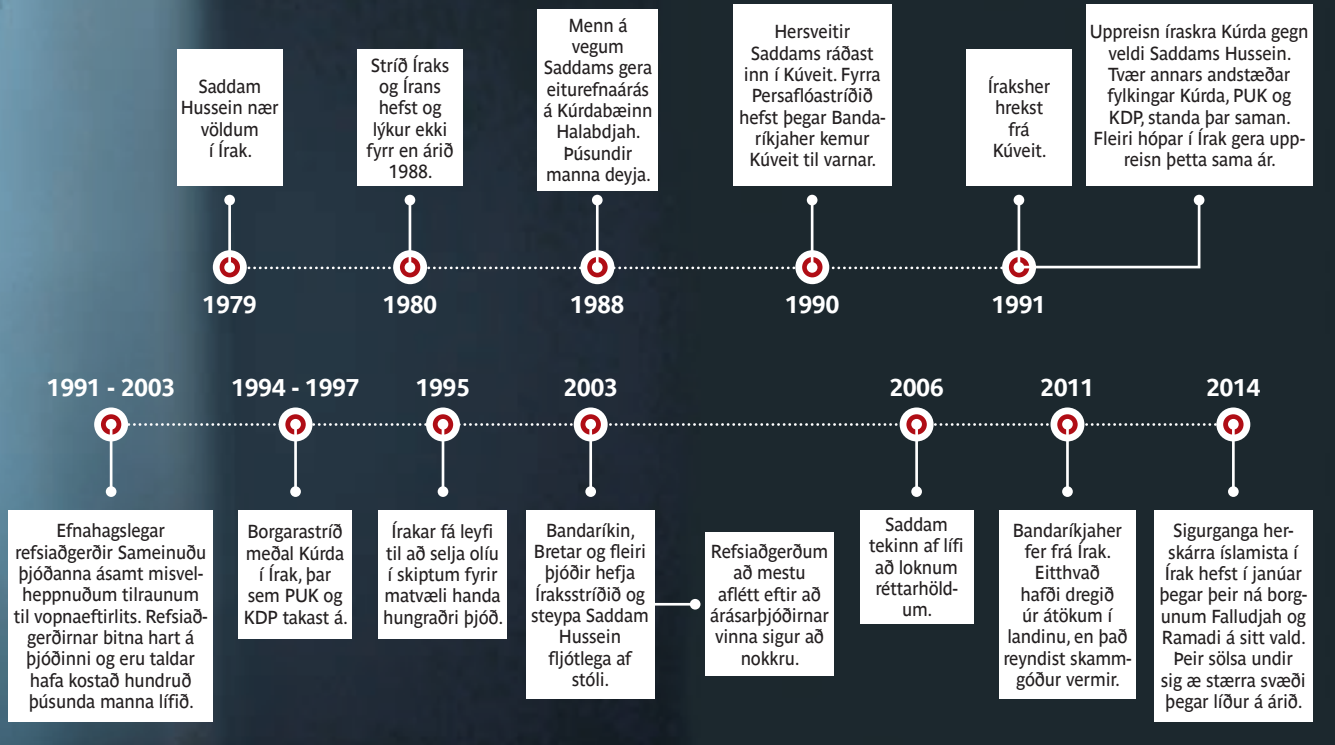 Saddam
Hussein nær
völdum
í Írak.
1979
Stríð Íraks
og Írans
hefst og
lýkur ekki
fyrr en árið
1988.
1980
Menn á
vegum
Saddams gera
eiturefnaárás
á Kúrdabæinn
Halabdjah.
Þúsundir
manna deyja.
1988
Hersveitir
Saddams ráðast
inn í Kúveit. Fyrra
Persaflóastríðið
hefst þegar Banda-
ríkjaher kemur
Kúveit til varnar.
1990
Íraksher
hrekst
frá
Kúveit.
Uppreisn íraskra Kúrda gegn
veldi Saddams Hussein.
Tvær annars andstæðar
fylkingar Kúrda, PUK og
KDP, standa þar saman.
Fleiri hópar í Írak gera upp-
reisn þetta sama ár.
1991
1991 - 2003
Efnahagslegar
refsiaðgerðir Sameinuðu
þjóðanna ásamt misvel-
heppnuðum tilraunum
til vopnaeftirlits. Refsiað-
gerðirnar bitna hart á
þjóðinni og eru taldar
hafa kostað hundruð
þúsunda manna lífið.
1994 - 1997
Borgarastríð
meðal Kúrda
í Írak, þar
sem PUK og
KDP takast á.
1995
Írakar fá leyfi
til að selja olíu
í skiptum fyrir
matvæli handa
hungraðri þjóð.
2003
Bandaríkin,
Bretar og fleiri
þjóðir hefja
Íraksstríðið og
steypa Saddam
Hussein
fljótlega af
stóli.
Refsiaðgerðum
að mestu
aflétt eftir að
árásarþjóðirnar
vinna sigur að
nokkru.
2006
Saddam
tekinn af lífi
að loknum
réttarhöld-
um.
2011
Bandaríkjaher
fer frá Írak.
Eitthvað
hafði dregið
úr átökum í
landinu, en það
reyndist skamm-
góður vermir.
2014
Sigurganga her-
skárra íslamista í
Írak hefst í janúar
þegar þeir ná borg-
unum Falludjah og
Ramadi á sitt vald.
Þeir sölsa undir
sig æ stærra svæði
þegar líður á árið.